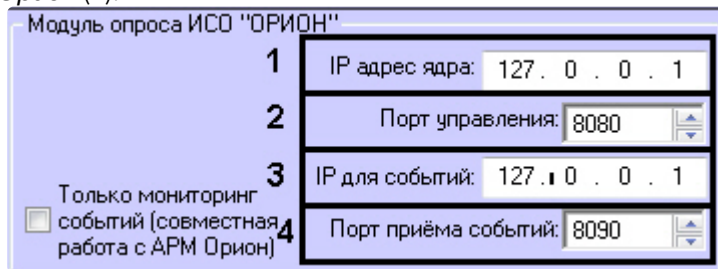 Модуль опроса ИСО "ОРИОН"
1 IP адрес ядра: 127 . 0 . 0 . 1
2 Порт управления: 8080
3 IP для событий: 127 . 0 . 0 . 1
Только мониторинг
событий (совместная
работа с АРМ Орион)
4 Порт приёма событий: 8090